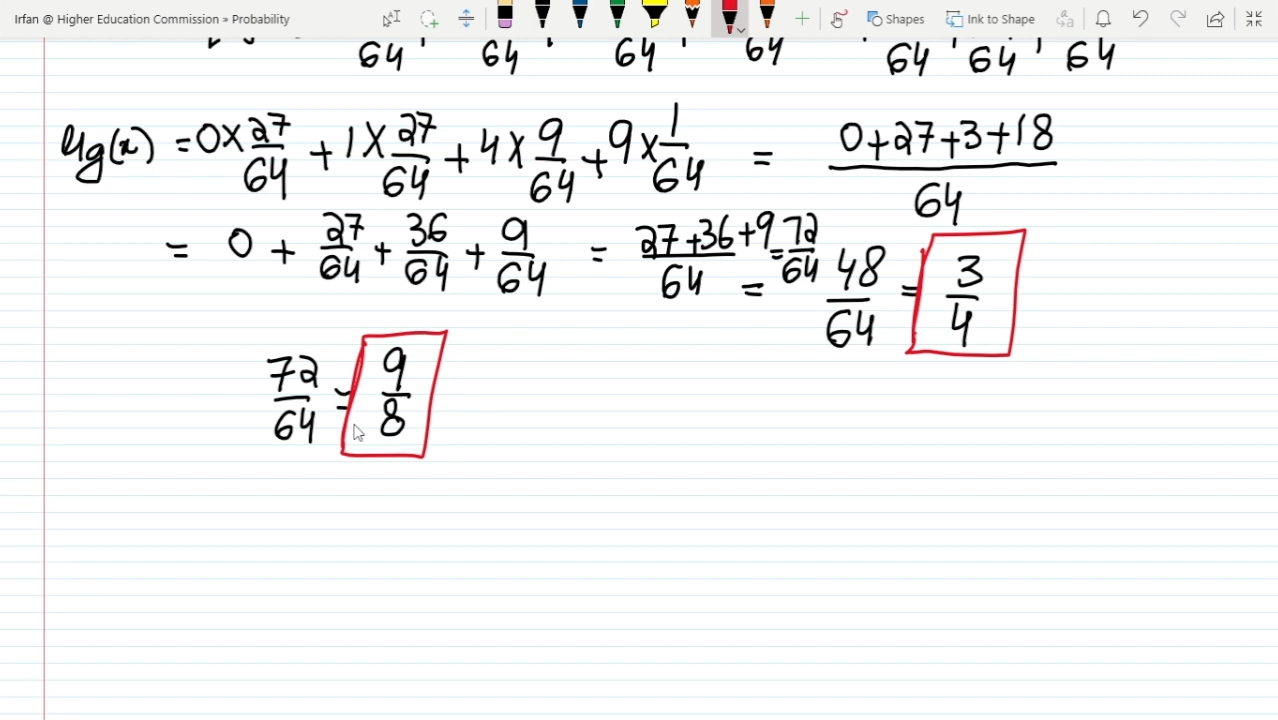 Irfan @ Higher Education Commission » Probability
Shapes
Ink to Shape
64 , 64 , 64 , 64
64 , 64 , 64
μg(x) = 0 × 27/64 + 1 × 27/64 + 4 × 9/64 + 9 × 1/64
= 0 + 27/64 + 36/64 + 9/64 = 27+36+9/64 = 72/64
72/64 = 9/8
= 0+27+3+18/64
= 48/64 = 3/4